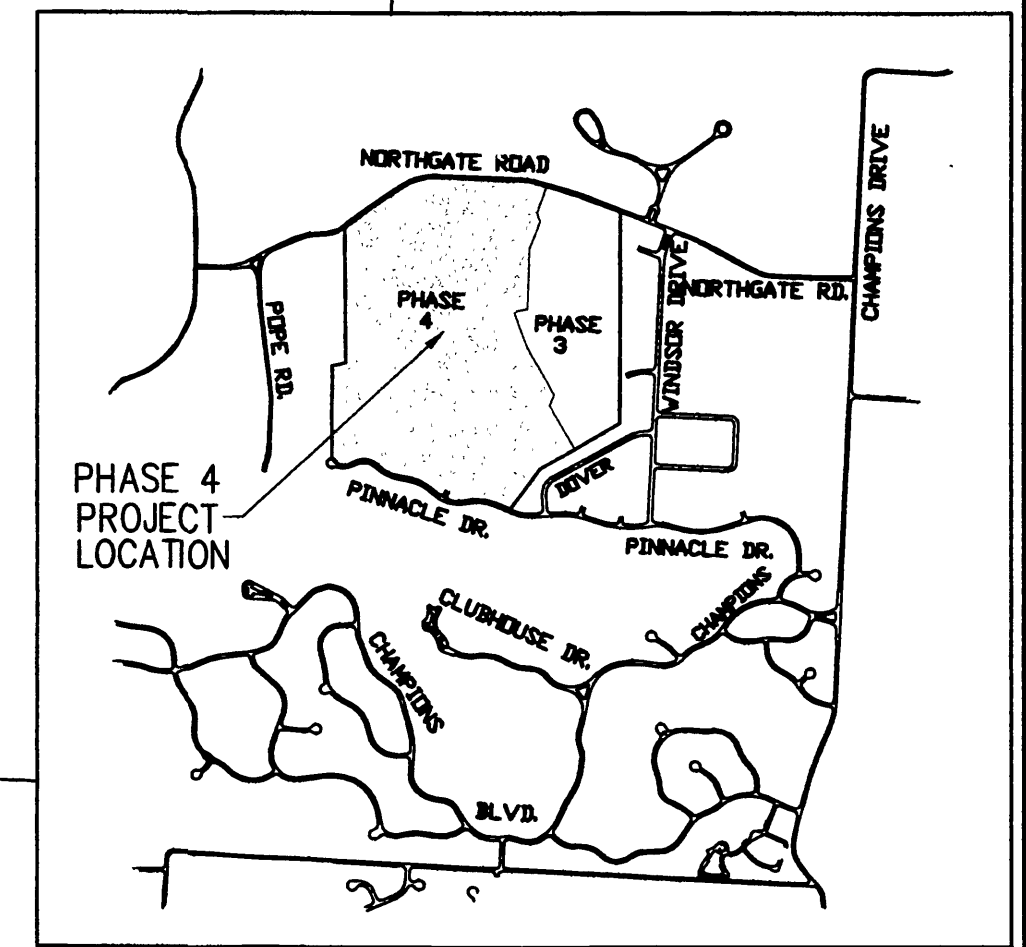 NORTHGATE ROAD
CHAMPIONS DRIVE
WINDSOR DRIVE
NORTHGATE RD.
PHASE
4
PHASE
3
POPE RD.
PHASE 4
PROJECT
LOCATION
DOVER
PINNACLE DR.
PINNACLE DR.
CHAMPIONS
CLUBHOUSE DR.
CHAMPIONS
BLVD.